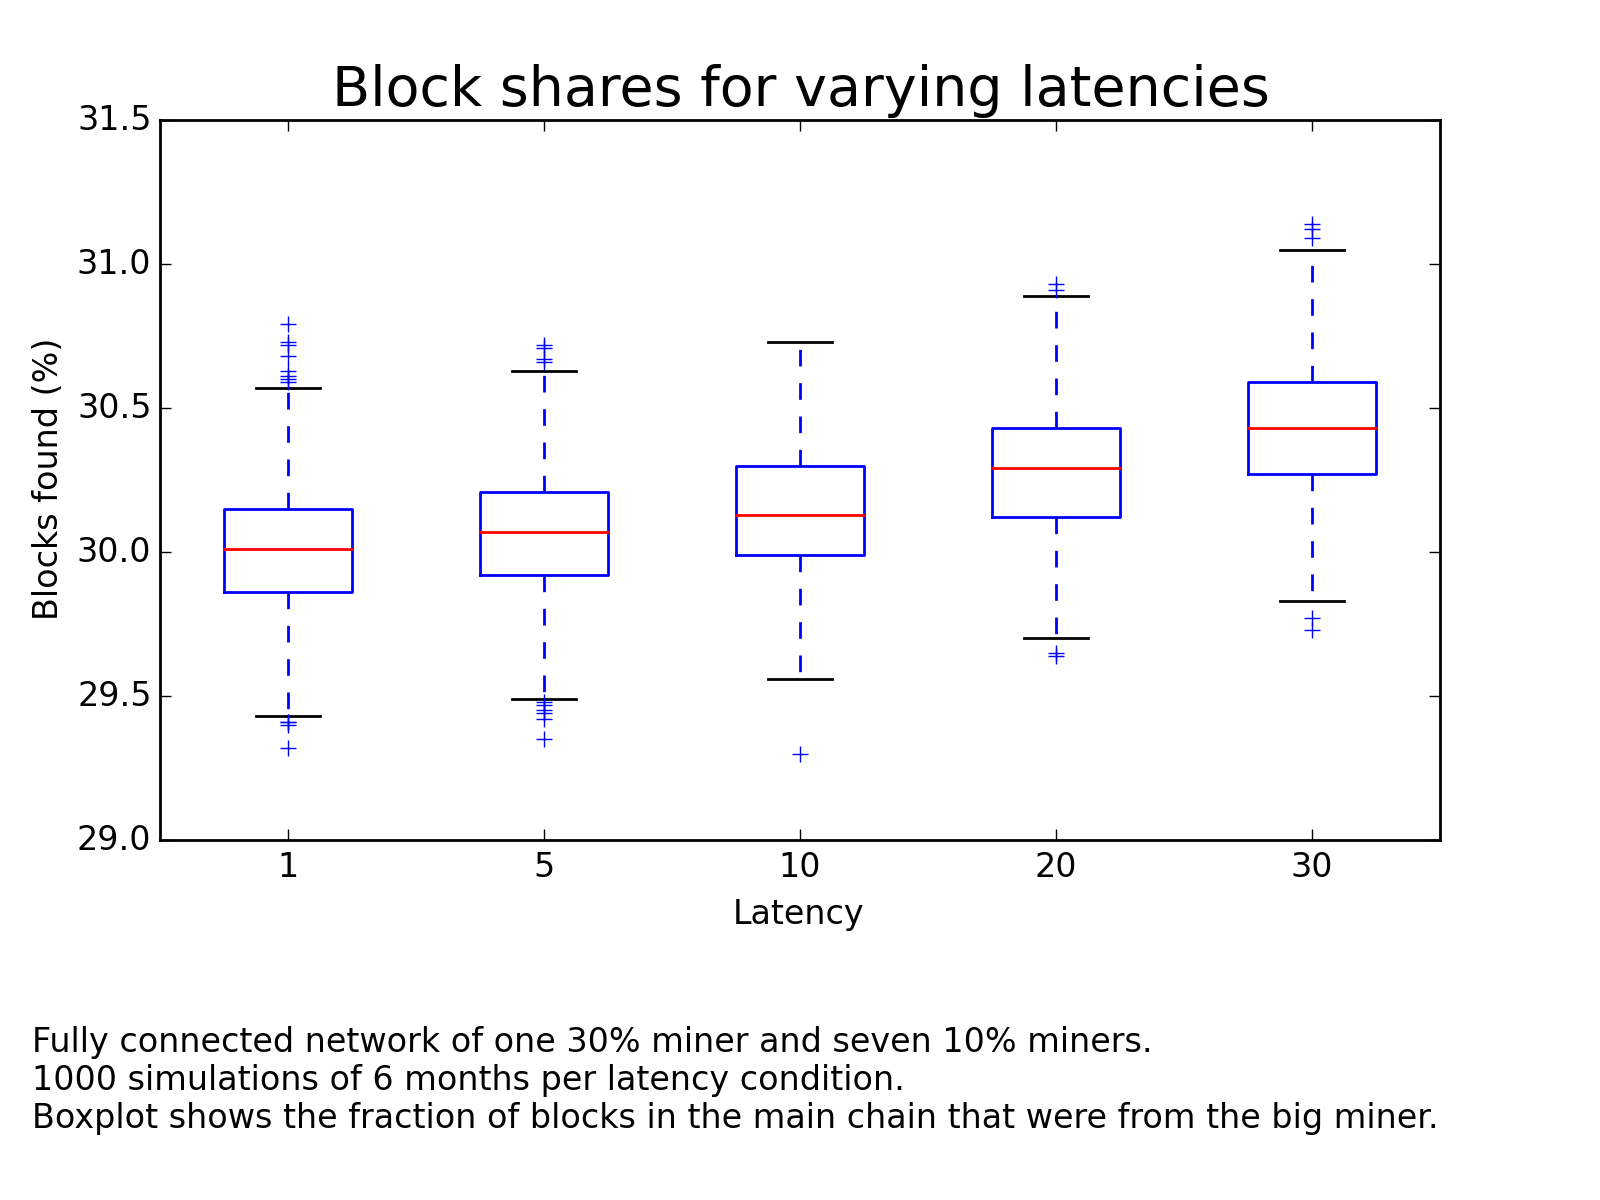 Block shares for varying latencies
31.5
31.0
30.5
30.0
29.5
29.0
Blocks found (%)
1 5 10 20 30
Latency
Fully connected network of one 30% miner and seven 10% miners.
1000 simulations of 6 months per latency condition.
Boxplot shows the fraction of blocks in the main chain that were from the big miner.